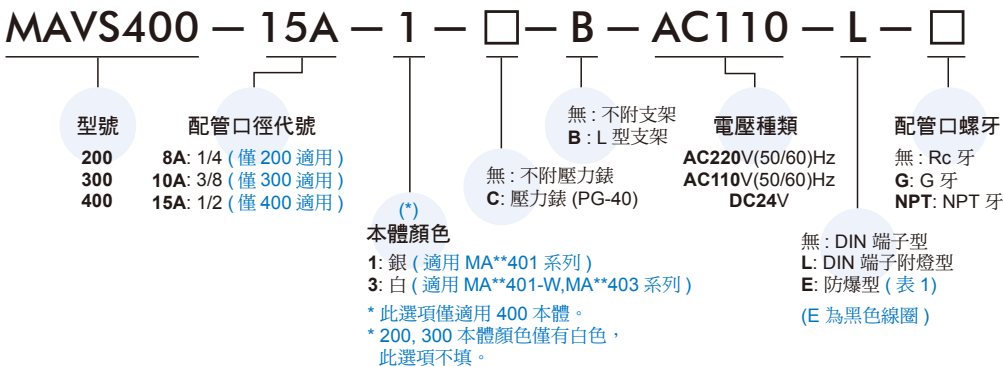 MAVS400 — 15A — 1 — □ — B — AC110 — L — □
型號
200
300
400
配管口徑代號
8A: 1/4 ( 僅 200 適用 )
10A: 3/8 ( 僅 300 適用 )
15A: 1/2 ( 僅 400 適用 )
(*)
本體顏色
1: 銀 ( 適用 MA**401 系列 )
3: 白 ( 適用 MA**401-W,MA**403 系列 )
* 此選項僅適用 400 本體。
* 200, 300 本體顏色僅有白色，
此選項不填。
無 : 不附壓力錶
C: 壓力錶 (PG-40)
無 : 不附支架
B : L 型支架
電壓種類
AC220V(50/60)Hz
AC110V(50/60)Hz
DC24V
無 : DIN 端子型
L: DIN 端子附燈型
E: 防爆型 ( 表 1)
(E 為黑色線圈 )
配管口螺牙
無 : Rc 牙
G: G 牙
NPT: NPT 牙